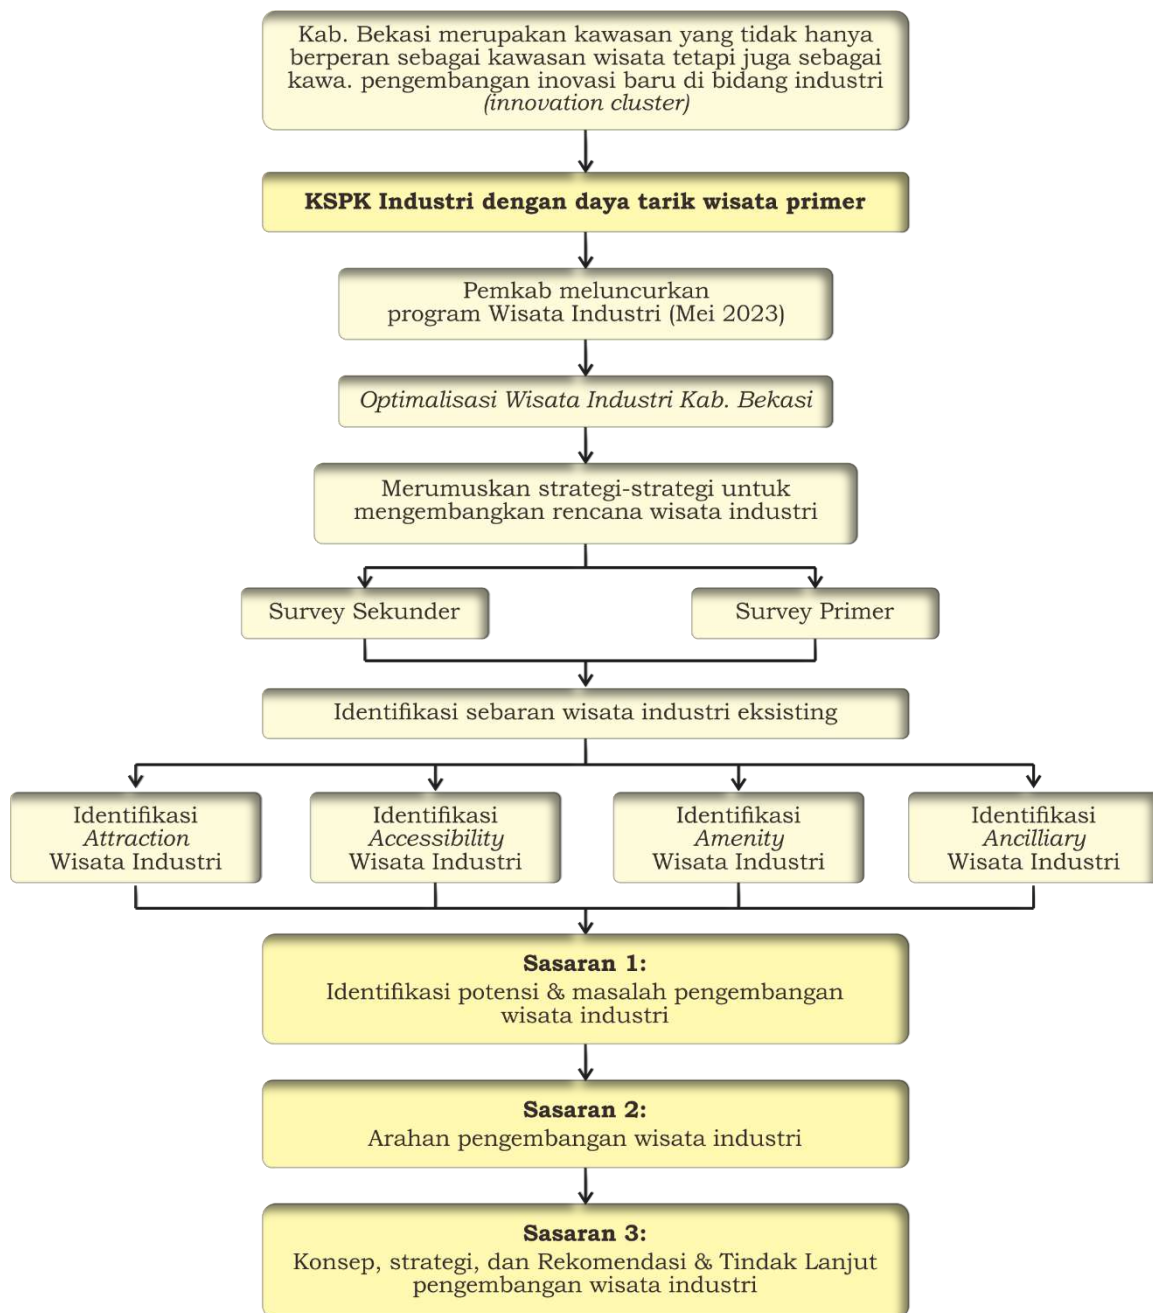 Kab. Bekasi merupakan kawasan yang tidak hanya
berperan sebagai kawasan wisata tetapi juga sebagai
kawa. pengembangan inovasi baru di bidang industri
(innovation cluster)
KSPK Industri dengan daya tarik wisata primer
Pemkab meluncurkan
program Wisata Industri (Mei 2023)
Optimalisasi Wisata Industri Kab. Bekasi
Merumuskan strategi-strategi untuk
mengembangkan rencana wisata industri
Survey Sekunder
Survey Primer
Identifikasi sebaran wisata industri eksisting
Identifikasi
Attraction
Wisata Industri
Identifikasi
Accessibility
Wisata Industri
Identifikasi
Amenity
Wisata Industri
Identifikasi
Ancilliary
Wisata Industri
Sasaran 1:
Identifikasi potensi & masalah pengembangan
wisata industri
Sasaran 2:
Arahan pengembangan wisata industri
Sasaran 3:
Konsep, strategi, dan Rekomendasi & Tindak Lanjut
pengembangan wisata industri